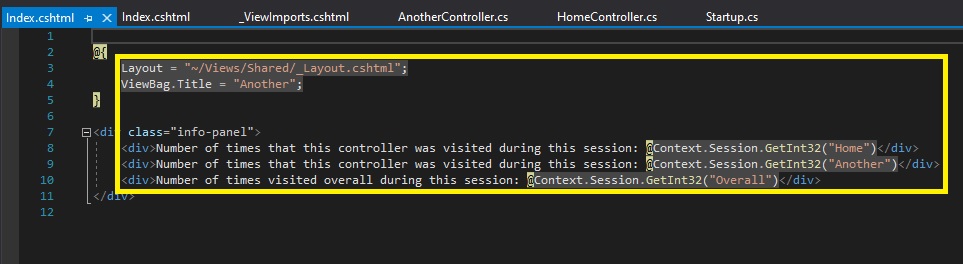 Index.cshtml Index.cshtml _ViewImports.cshtml AnotherController.cs HomeController.cs Startup.cs
1
2 @{
3 Layout = "~/Views/Shared/_Layout.cshtml";
4 ViewBag.Title = "Another";
5 }
6
7 <div class="info-panel">
8 <div>Number of times that this controller was visited during this session: @Context.Session.GetInt32("Home")</div>
9 <div>Number of times that this controller was visited during this session: @Context.Session.GetInt32("Another")</div>
10 <div>Number of times visited overall during this session: @Context.Session.GetInt32("Overall")</div>
11 </div>
12